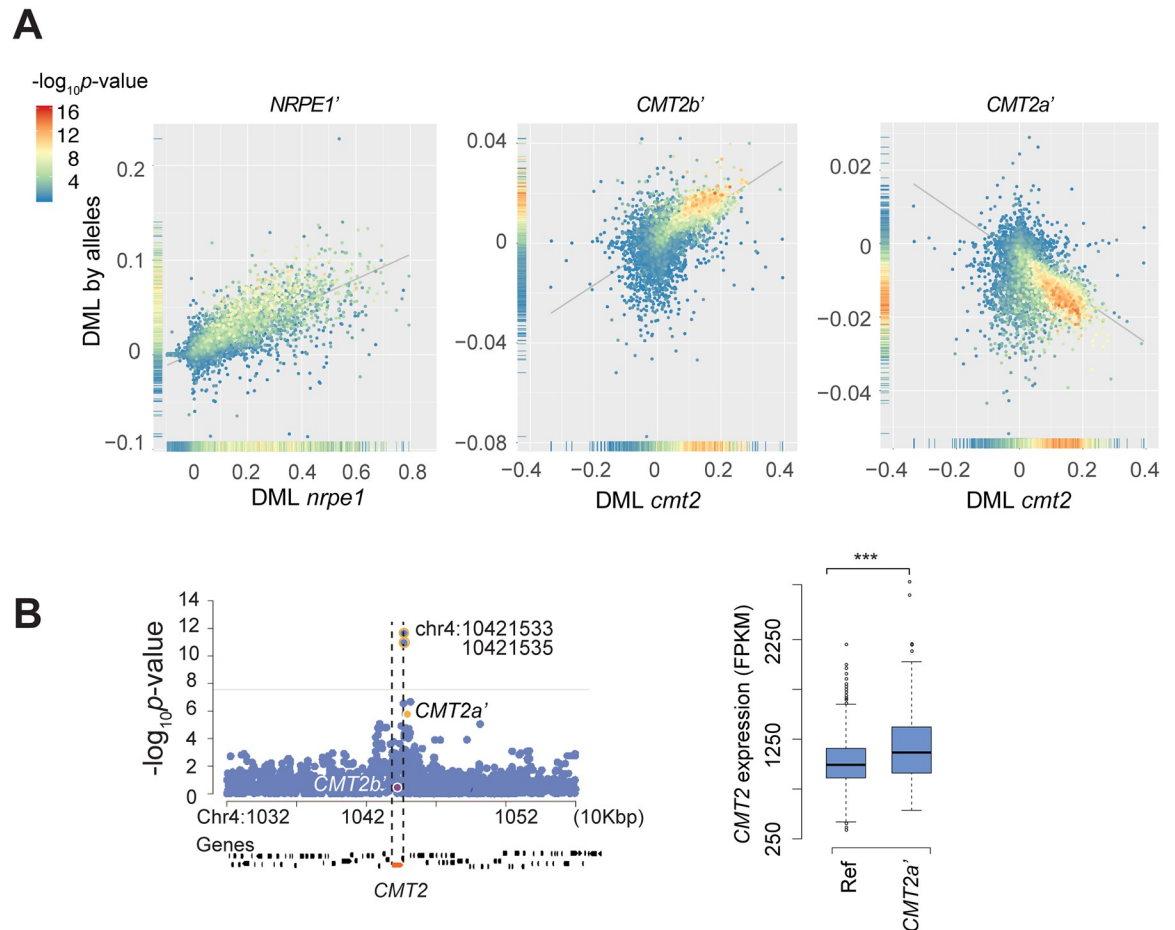 A
-log10p-value
16
12
8
4
NRPE1’
CMT2b’
CMT2a’
DML by alleles
0.2
0.1
0
−0.1
0 0.2 0.4 0.6 0.8
DML nrpe1
0.04
0
−0.04
−0.08
−0.4 −0.2 0 0.2 0.4
DML cmt2
0.02
0
−0.02
−0.04
−0.4 −0.2 0 0.2 0.4
DML cmt2
B
-log10p-value
14
12
10
8
6
4
2
0
chr4:10421533
10421535
CMT2a’
CMT2b’
Chr4:1032 1042 1052 (10Kbp)
Genes
CMT2
***
CMT2 expression (FPKM)
2250
1250
250
Ref
CMT2a’